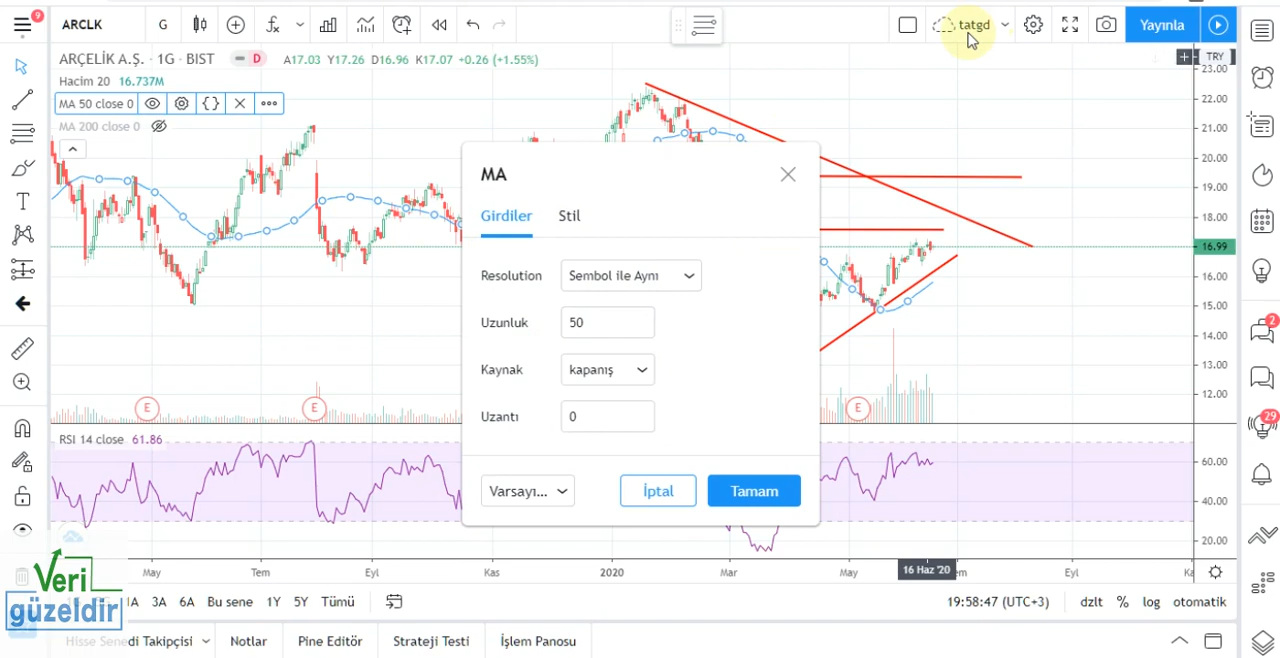 9
ARCLK
G
tatgd
Yayınla
ARÇELİK A.Ş. · 1G · BIST
D
A17.03 Y17.26 D16.96 K17.07 +0.26 (+1.55%)
TRY
Hacim 20 16.737M
MA 50 close 0
MA 200 close 0
23.00
22.00
21.00
20.00
19.00
18.00
16.99
16.00
15.00
14.00
13.00
12.00
MA
Girdiler
Stil
Resolution
Sembol ile Aynı
Uzunluk
50
Kaynak
kapanış
Uzantı
0
Varsayı...
İptal
Tamam
E
E
E
RSI 14 close 61.86
60.00
40.00
20.00
2
29
May
Tem
Eyl
Kas
2020
Mar
May
16 Haz '20
em
Eyl
Ka
Veri
güzeldir
3A
6A
Bu sene
1Y
5Y
Tümü
19:58:47 (UTC+3)
dzlt
%
log
otomatik
Hisse Senedi Takipçisi
Notlar
Pine Editör
Strateji Testi
İşlem Panosu